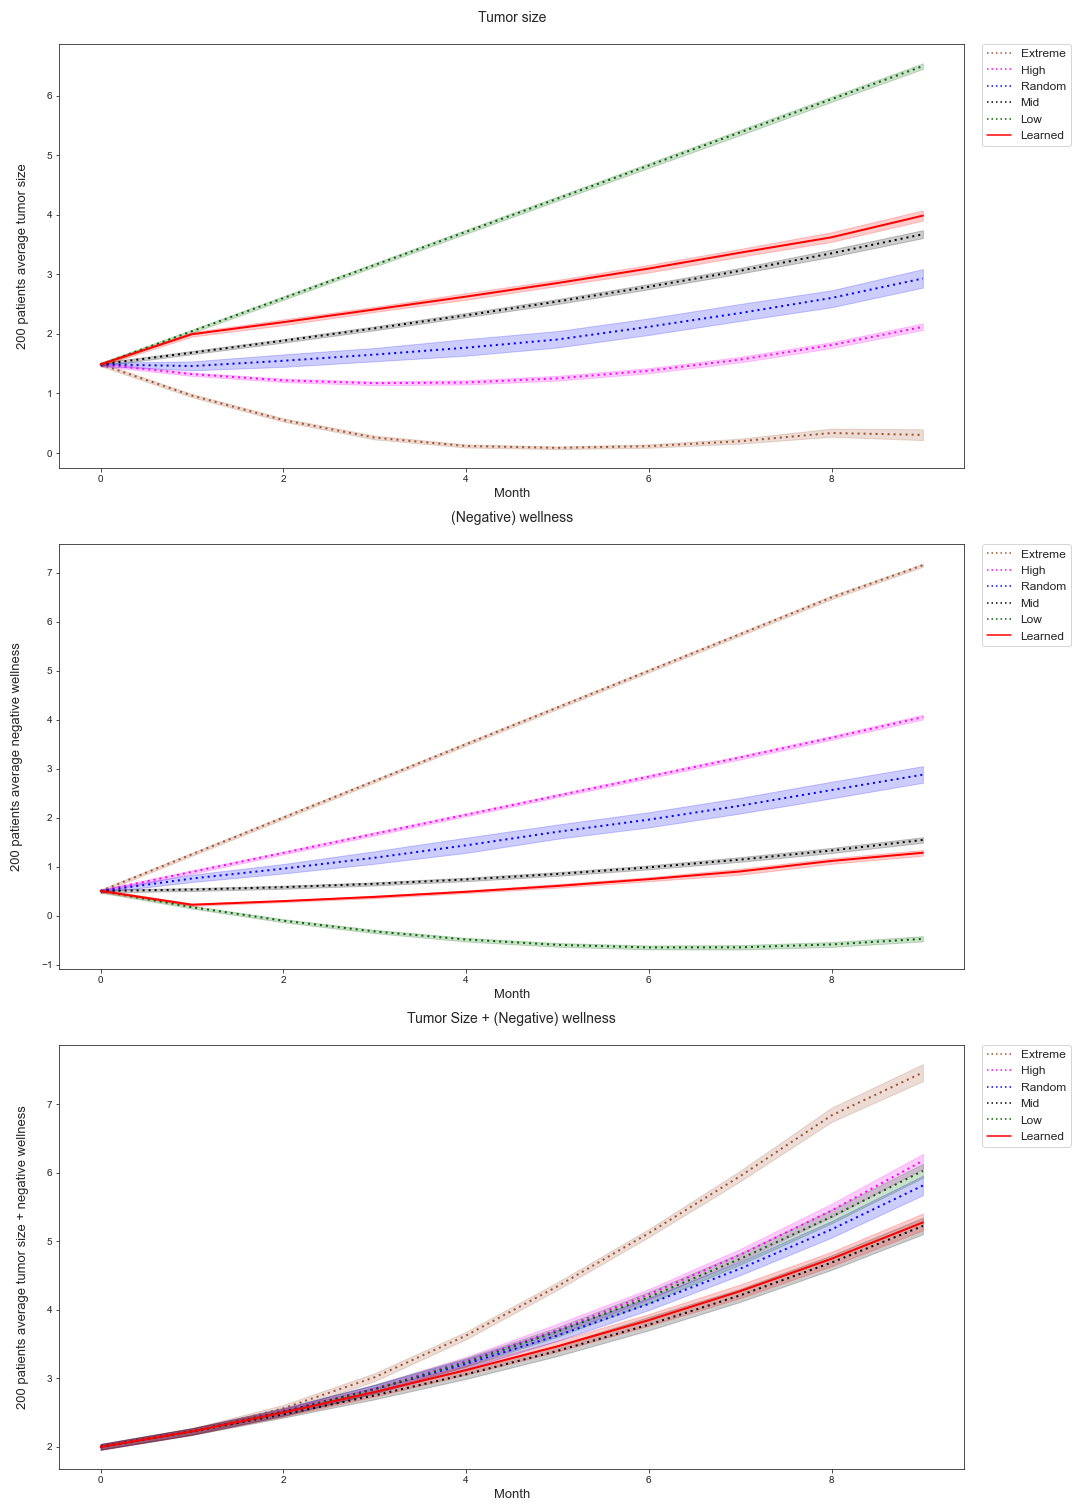 Tumor size
200 patients average tumor size
6
5
4
3
2
1
0
0 2 4 6 8
Month
Extreme
High
Random
Mid
Low
Learned
(Negative) wellness
200 patients average negative wellness
7
6
5
4
3
2
1
0
−1
0 2 4 6 8
Month
Extreme
High
Random
Mid
Low
Learned
Tumor Size + (Negative) wellness
200 patients average tumor size + negative wellness
7
6
5
4
3
2
0 2 4 6 8
Month
Extreme
High
Random
Mid
Low
Learned